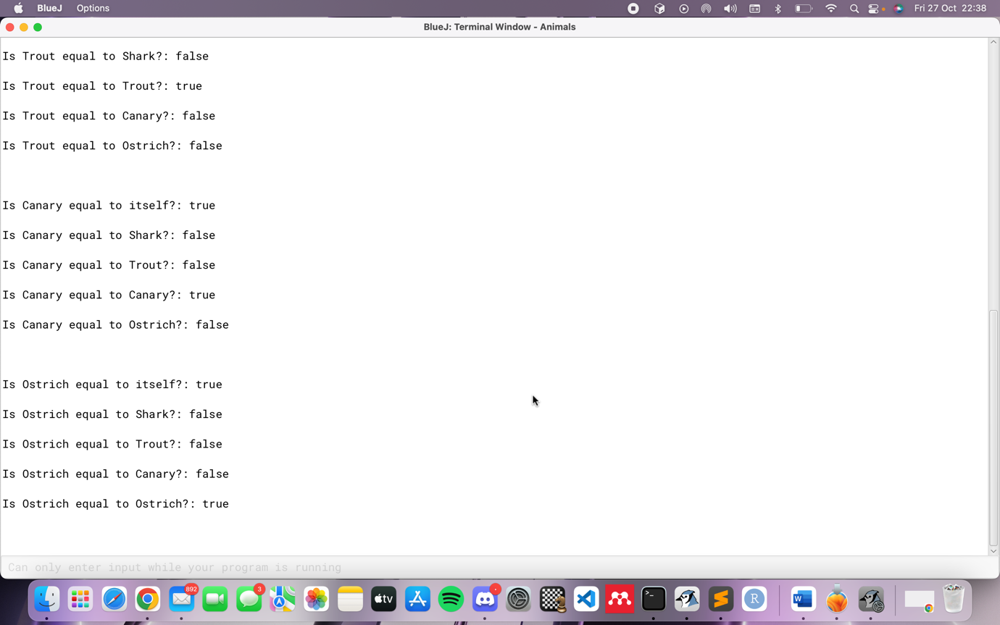 BlueJ Options Fri 27 Oct 22:38
BlueJ: Terminal Window - Animals
Is Trout equal to Shark?: false
Is Trout equal to Trout?: true
Is Trout equal to Canary?: false
Is Trout equal to Ostrich?: false
Is Canary equal to itself?: true
Is Canary equal to Shark?: false
Is Canary equal to Trout?: false
Is Canary equal to Canary?: true
Is Canary equal to Ostrich?: false
Is Ostrich equal to itself?: true
Is Ostrich equal to Shark?: false
Is Ostrich equal to Trout?: false
Is Ostrich equal to Canary?: false
Is Ostrich equal to Ostrich?: true
Can only enter input while your program is running
892 3 tv >_ R W